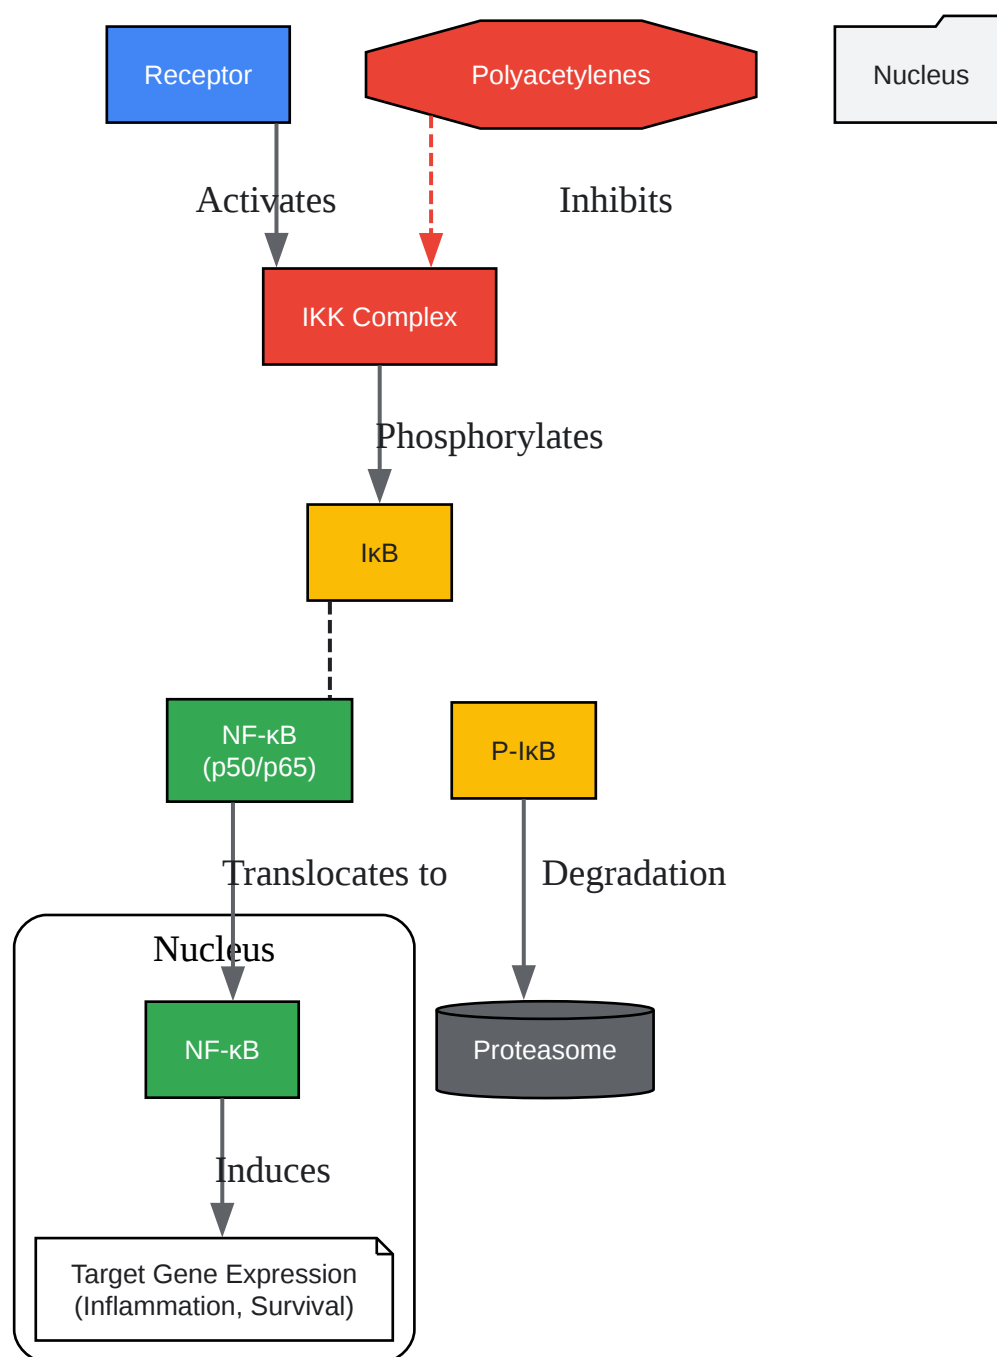 Receptor
Polyacetylenes
Nucleus
Activates
Inhibits
IKK Complex
Phosphorylates
IκB
NF-κB
(p50/p65)
P-IκB
Translocates to
Degradation
Nucleus
NF-κB
Proteasome
Induces
Target Gene Expression
(Inflammation, Survival)